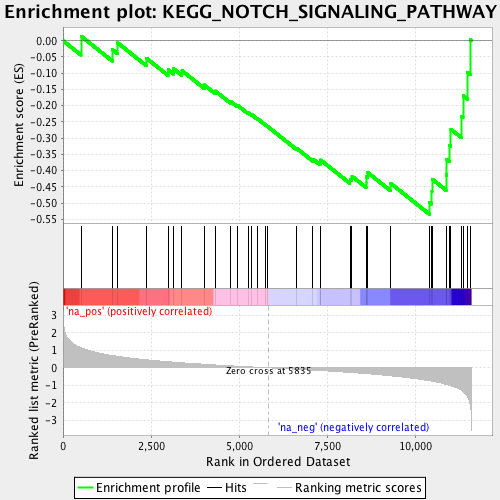 Enrichment plot: KEGG_NOTCH_SIGNALING_PATHWAY
Enrichment score (ES)
0.00
-0.05
-0.10
-0.15
-0.20
-0.25
-0.30
-0.35
-0.40
-0.45
-0.50
-0.55
'na_pos' (positively correlated)
Ranked list metric (PreRanked)
3
2
1
0
-1
-2
-3
Zero cross at 5835
'na_neg' (negatively correlated)
0 2,500 5,000 7,500 10,000
Rank in Ordered Dataset
Enrichment profile Hits Ranking metric scores